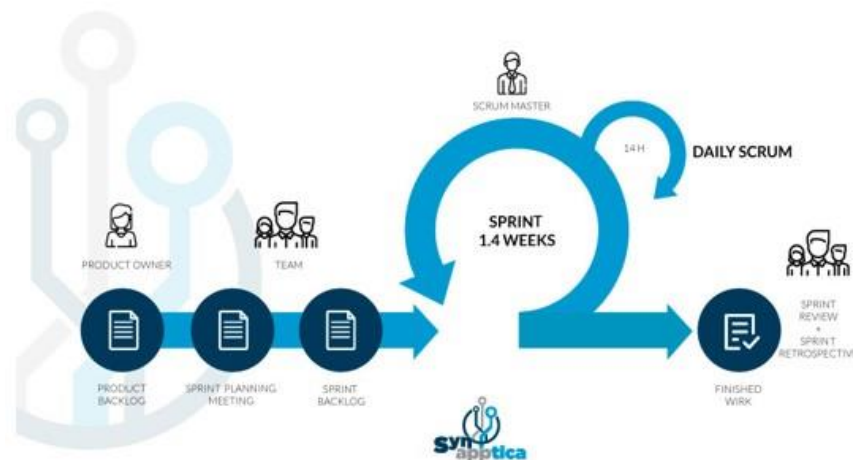 SCRUM MASTER
14 H
DAILY SCRUM
SPRINT
1.4 WEEKS
PRODUCT OWNER
TEAM
SPRINT
REVIEW
+
SPRINT
RETROSPECTIVE
PRODUCT
BACKLOG
SPRINT PLANNING
MEETING
SPRINT
BACKLOG
FINISHED
WIRK
Syn
apptica